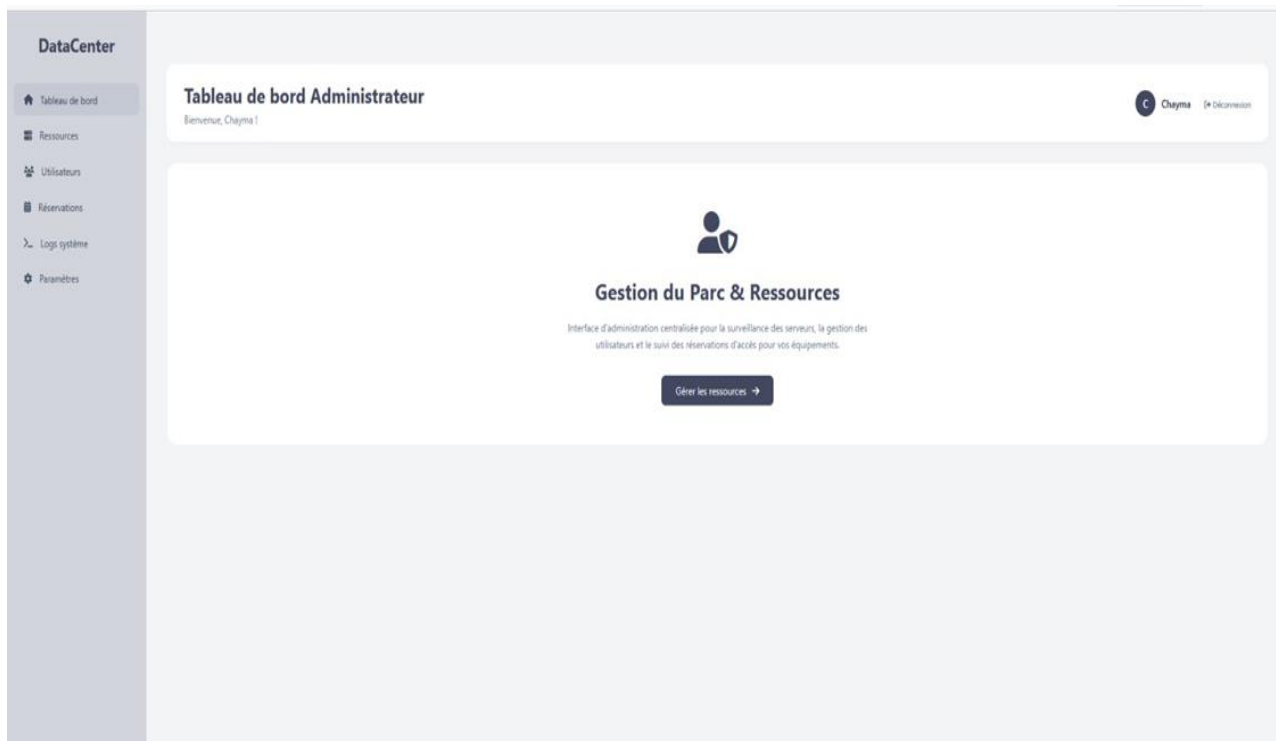 DataCenter
Tableau de bord
Ressources
Utilisateurs
Réservations
Logs système
Paramètres
Tableau de bord Administrateur
Bienvenue, Chayma !
C Chayma Déconnexion
Gestion du Parc & Ressources
Interface d'administration centralisée pour la surveillance des serveurs, la gestion des
utilisateurs et le suivi des réservations d'accès pour vos équipements.
Gérer les ressources →